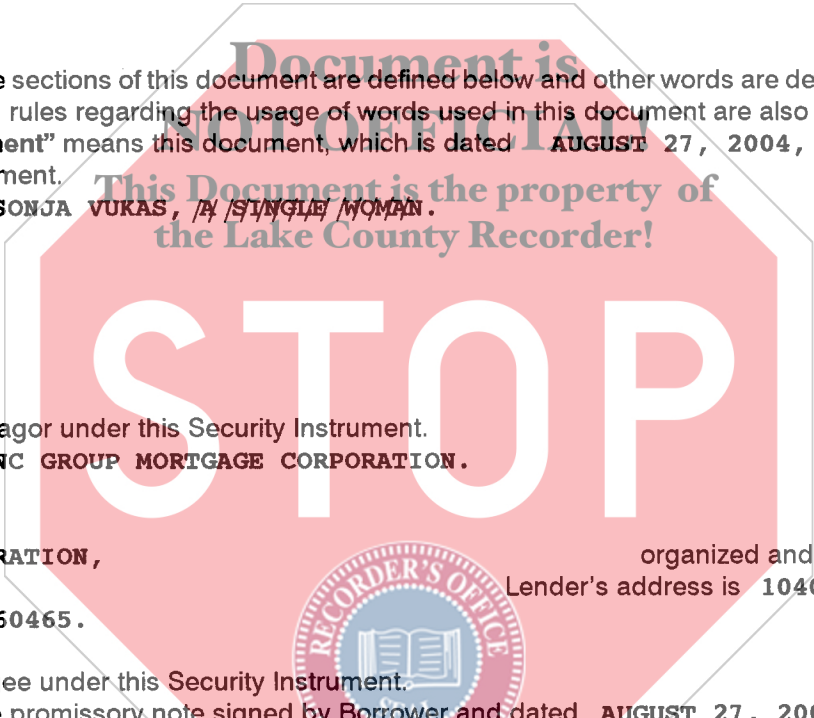 Document is
e sections of this document are defined below and other words are de
rules regarding the usage of words used in this document are also
NOT OFFICIAL!
ent” means this document, which is dated AUGUST 27, 2004,
ment.
This Document is the property of
SONJA VUKAS, A SINGLE WOMAN.
the Lake County Recorder!
STOP
agor under this Security Instrument.
NC GROUP MORTGAGE CORPORATION.
RATION, organized and
Lender's address is 1040
60465.
RECORDER'S OFFICE
ee under this Security Instrument.
promissory note signed by Borrower and dated AUGUST 27, 200